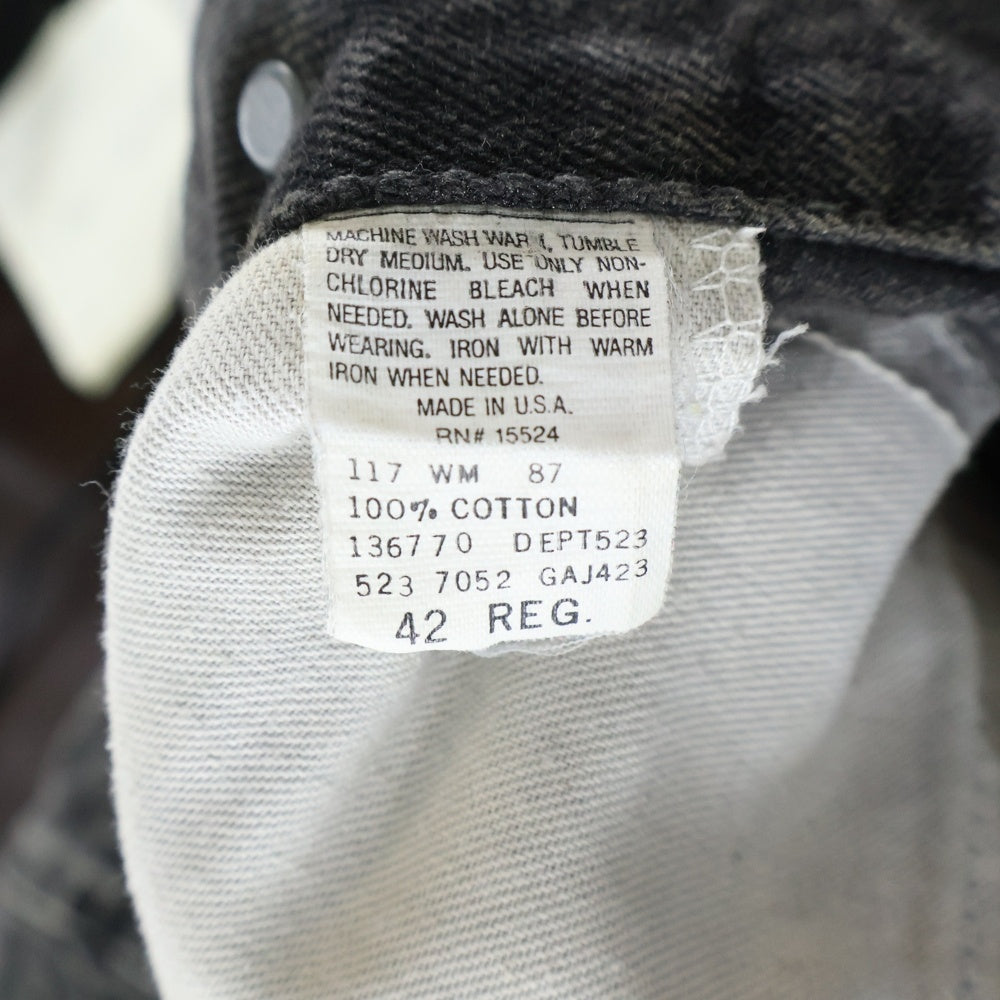 MACHINE WASH WARM, TUMBLE
DRY MEDIUM. USE ONLY NON-
CHLORINE BLEACH WHEN
NEEDED. WASH ALONE BEFORE
WEARING. IRON WITH WARM
IRON WHEN NEEDED.
MADE IN U.S.A.
RN# 15524
117 WM 87
100% COTTON
136770 DEPT523
523 7052 GAJ423
42 REG.